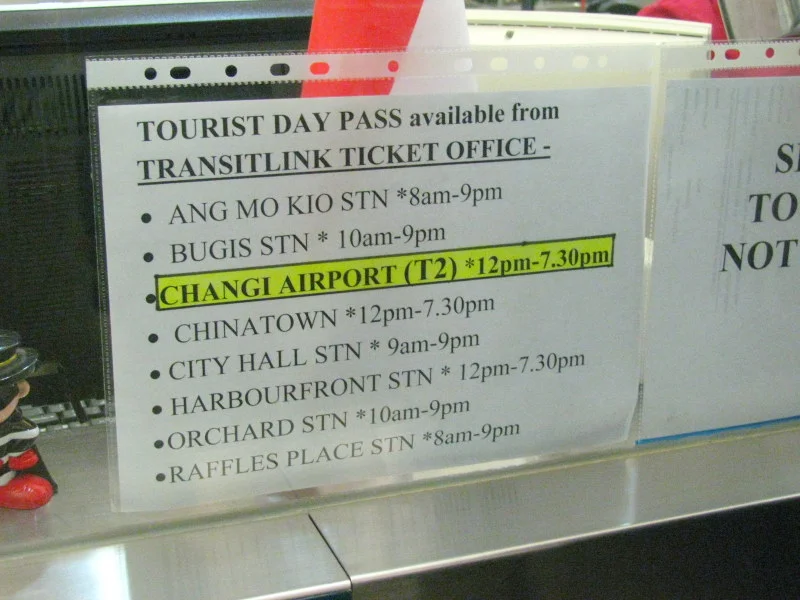 TOURIST DAY PASS available from
TRANSITLINK TICKET OFFICE -
• ANG MO KIO STN *8am-9pm
• BUGIS STN * 10am-9pm
• CHANGI AIRPORT (T2) *12pm-7.30pm
• CHINATOWN *12pm-7.30pm
• CITY HALL STN * 9am-9pm
• HARBOURFRONT STN * 12pm-7.30pm
• ORCHARD STN *10am-9pm
• RAFFLES PLACE STN *8am-9pm
TO
NOT